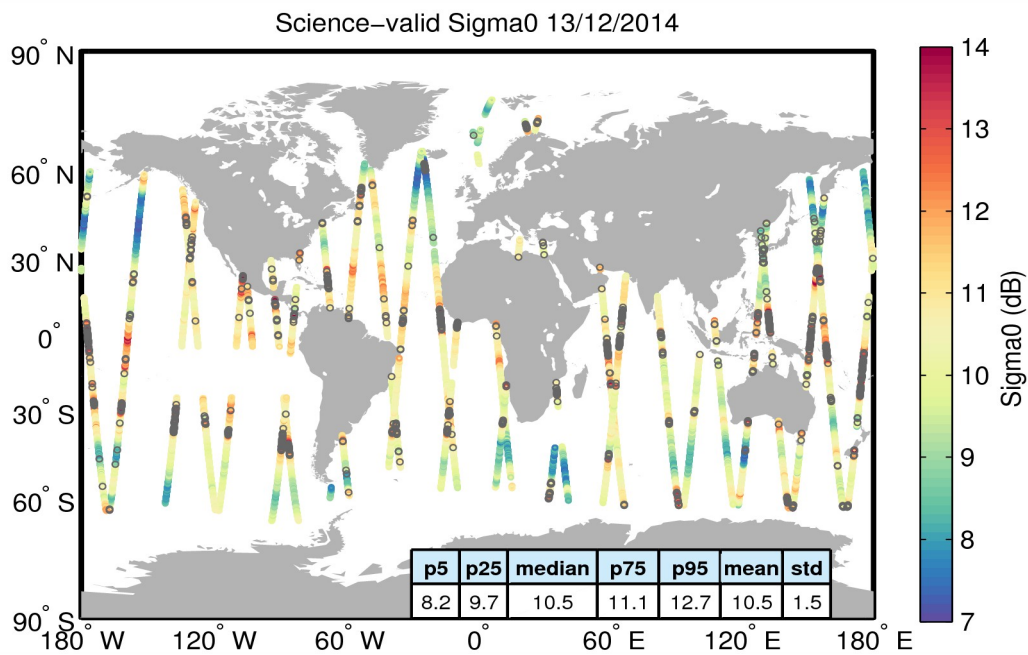 Science−valid Sigma0 13/12/2014
90° N
60° N
30° N
0°
30° S
60° S
90° S
180° W
120° W
60° W
0°
60° E
120° E
180° E
p5 p25 median p75 p95 mean std
8.2 9.7 10.5 11.1 12.7 10.5 1.5
14
13
12
11
10
9
8
7
Sigma0 (dB)